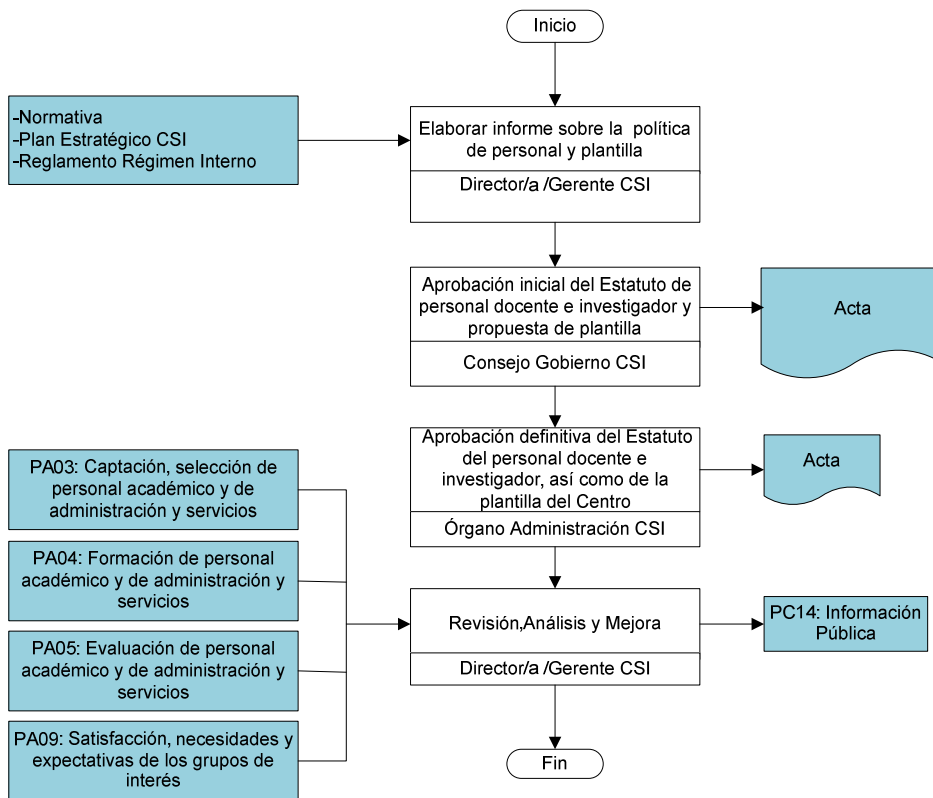 Inicio
-Normativa
-Plan Estratégico CSI
-Reglamento Régimen Interno
Elaborar informe sobre la política
de personal y plantilla
Director/a /Gerente CSI
Aprobación inicial del Estatuto de
personal docente e investigador y
propuesta de plantilla
Consejo Gobierno CSI
Acta
Aprobación definitiva del Estatuto
del personal docente e
investigador, así como de la
plantilla del Centro
Órgano Administración CSI
Acta
PA03: Captación, selección de
personal académico y de
administración y servicios
PA04: Formación de personal
académico y de administración y
servicios
PA05: Evaluación de personal
académico y de administración y
servicios
PA09: Satisfacción, necesidades y
expectativas de los grupos de
interés
Revisión,Análisis y Mejora
Director/a /Gerente CSI
PC14: Información
Pública
Fin